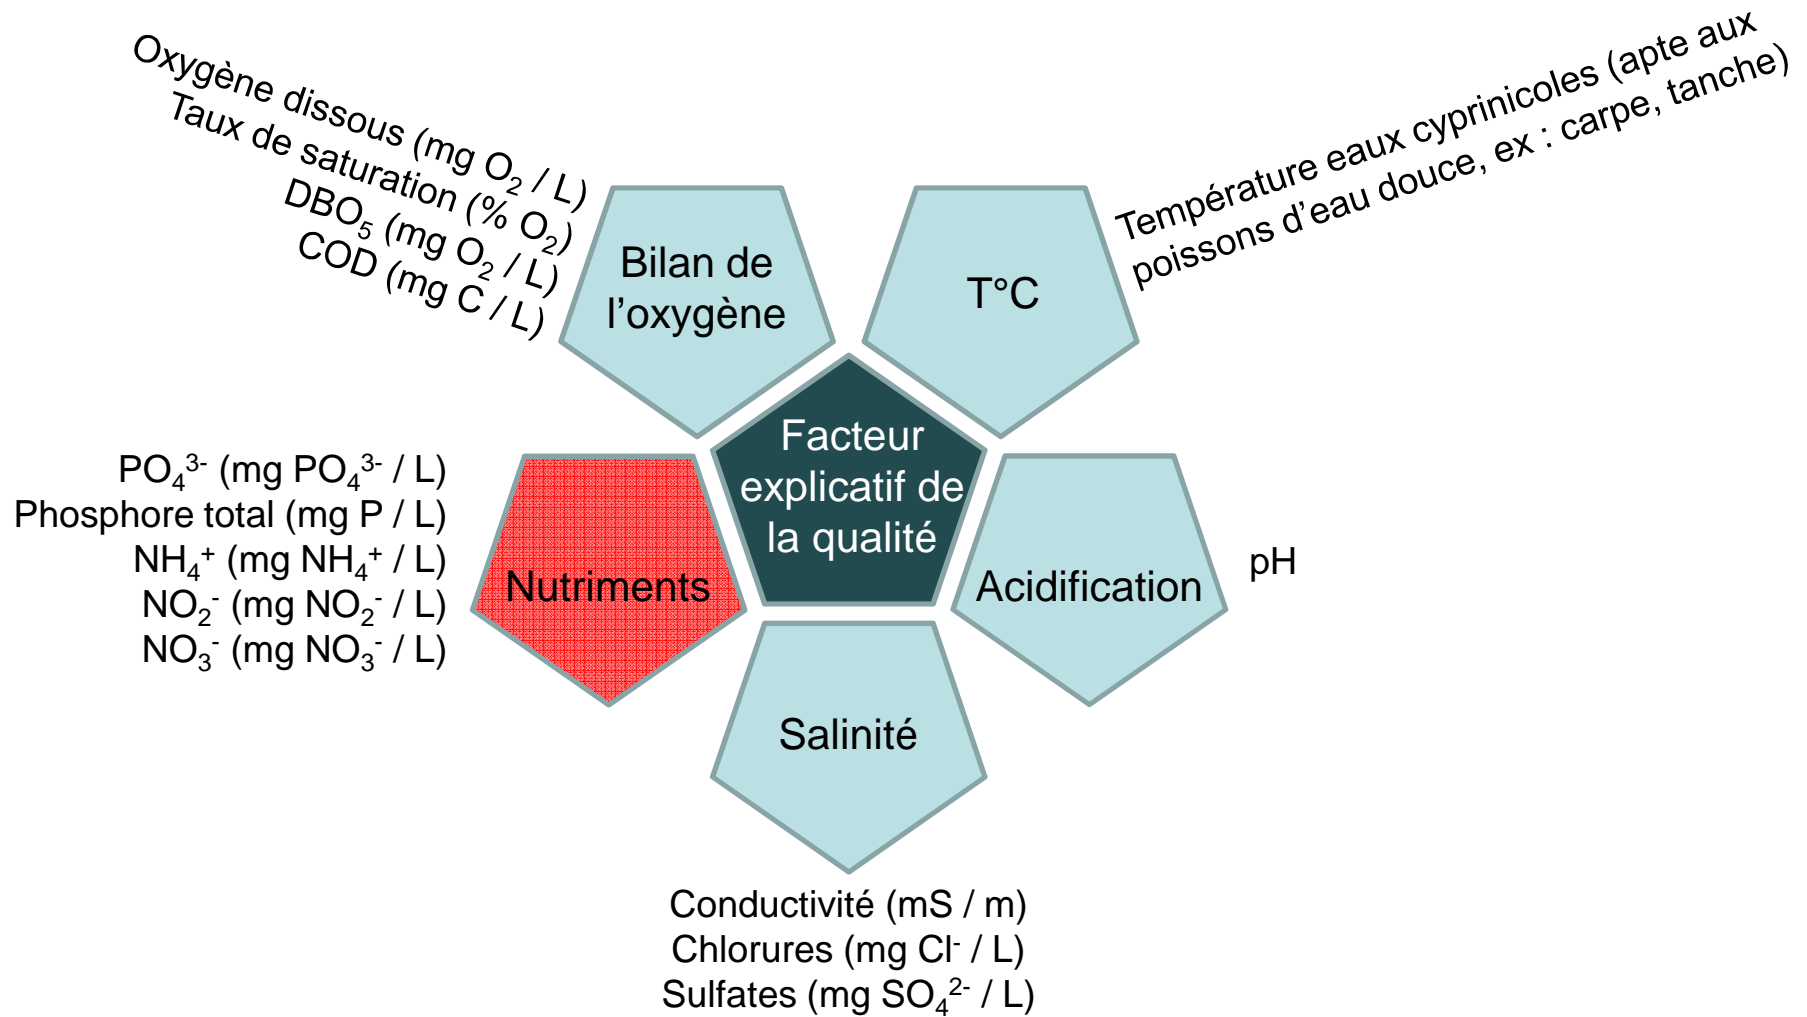 Oxygène dissous (mg O₂ / L)
Taux de saturation (% O₂)
DBO₅ (mg O₂ / L)
COD (mg C / L)
Température eaux cyprinicoles (apte aux
poissons d’eau douce, ex : carpe, tanche)
Bilan de
l’oxygène
T°C
Facteur
explicatif de
la qualité
PO₄³⁻ (mg PO₄³⁻ / L)
Phosphore total (mg P / L)
NH₄⁺ (mg NH₄⁺ / L)
NO₂⁻ (mg NO₂⁻ / L)
NO₃⁻ (mg NO₃⁻ / L)
Nutriments
Acidification
pH
Salinité
Conductivité (mS / m)
Chlorures (mg Cl⁻ / L)
Sulfates (mg SO₄²⁻ / L)